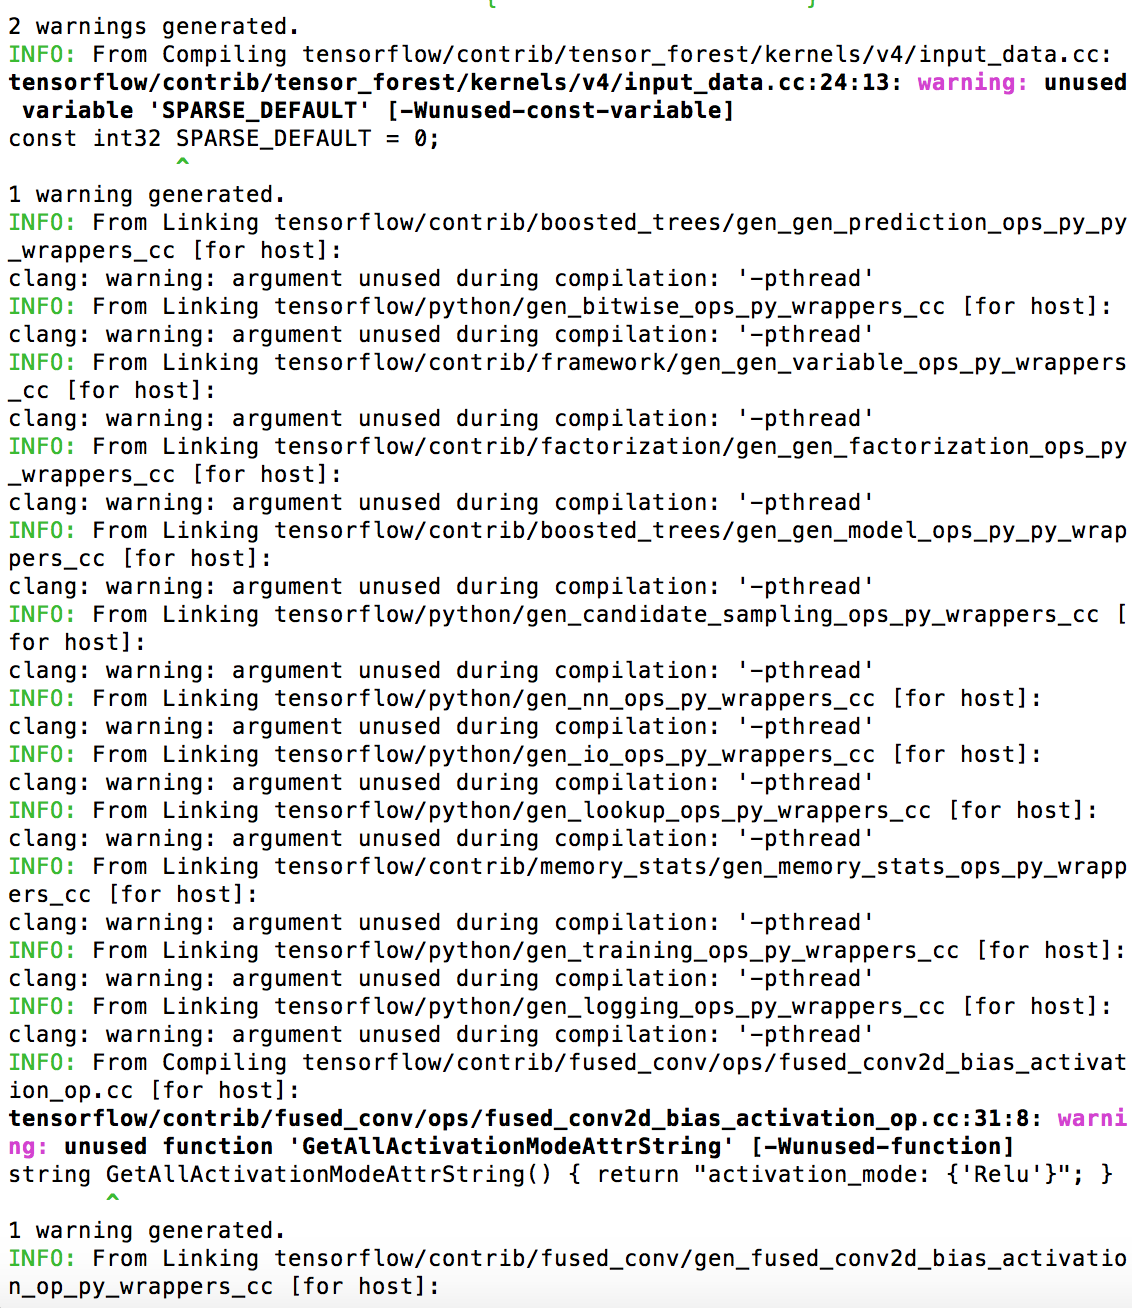 2 warnings generated.
INFO: From Compiling tensorflow/contrib/tensor_forest/kernels/v4/input_data.cc:
tensorflow/contrib/tensor_forest/kernels/v4/input_data.cc:24:13: warning: unused
 variable 'SPARSE_DEFAULT' [-Wunused-const-variable]
const int32 SPARSE_DEFAULT = 0;
            ^
1 warning generated.
INFO: From Linking tensorflow/contrib/boosted_trees/gen_gen_prediction_ops_py_py
_wrappers_cc [for host]:
clang: warning: argument unused during compilation: '-pthread'
INFO: From Linking tensorflow/python/gen_bitwise_ops_py_wrappers_cc [for host]:
clang: warning: argument unused during compilation: '-pthread'
INFO: From Linking tensorflow/contrib/framework/gen_gen_variable_ops_py_wrappers
_cc [for host]:
clang: warning: argument unused during compilation: '-pthread'
INFO: From Linking tensorflow/contrib/factorization/gen_gen_factorization_ops_py
_wrappers_cc [for host]:
clang: warning: argument unused during compilation: '-pthread'
INFO: From Linking tensorflow/contrib/boosted_trees/gen_gen_model_ops_py_py_wrap
pers_cc [for host]:
clang: warning: argument unused during compilation: '-pthread'
INFO: From Linking tensorflow/python/gen_candidate_sampling_ops_py_wrappers_cc [
for host]:
clang: warning: argument unused during compilation: '-pthread'
INFO: From Linking tensorflow/python/gen_nn_ops_py_wrappers_cc [for host]:
clang: warning: argument unused during compilation: '-pthread'
INFO: From Linking tensorflow/python/gen_io_ops_py_wrappers_cc [for host]:
clang: warning: argument unused during compilation: '-pthread'
INFO: From Linking tensorflow/python/gen_lookup_ops_py_wrappers_cc [for host]:
clang: warning: argument unused during compilation: '-pthread'
INFO: From Linking tensorflow/contrib/memory_stats/gen_memory_stats_ops_py_wrapp
ers_cc [for host]:
clang: warning: argument unused during compilation: '-pthread'
INFO: From Linking tensorflow/python/gen_training_ops_py_wrappers_cc [for host]:
clang: warning: argument unused during compilation: '-pthread'
INFO: From Linking tensorflow/python/gen_logging_ops_py_wrappers_cc [for host]:
clang: warning: argument unused during compilation: '-pthread'
INFO: From Compiling tensorflow/contrib/fused_conv/ops/fused_conv2d_bias_activat
ion_op.cc [for host]:
tensorflow/contrib/fused_conv/ops/fused_conv2d_bias_activation_op.cc:31:8: warni
ng: unused function 'GetAllActivationModeAttrString' [-Wunused-function]
string GetAllActivationModeAttrString() { return "activation_mode: {'Relu'}"; }
       ^
1 warning generated.
INFO: From Linking tensorflow/contrib/fused_conv/gen_fused_conv2d_bias_activatio
n_op_py_wrappers_cc [for host]: